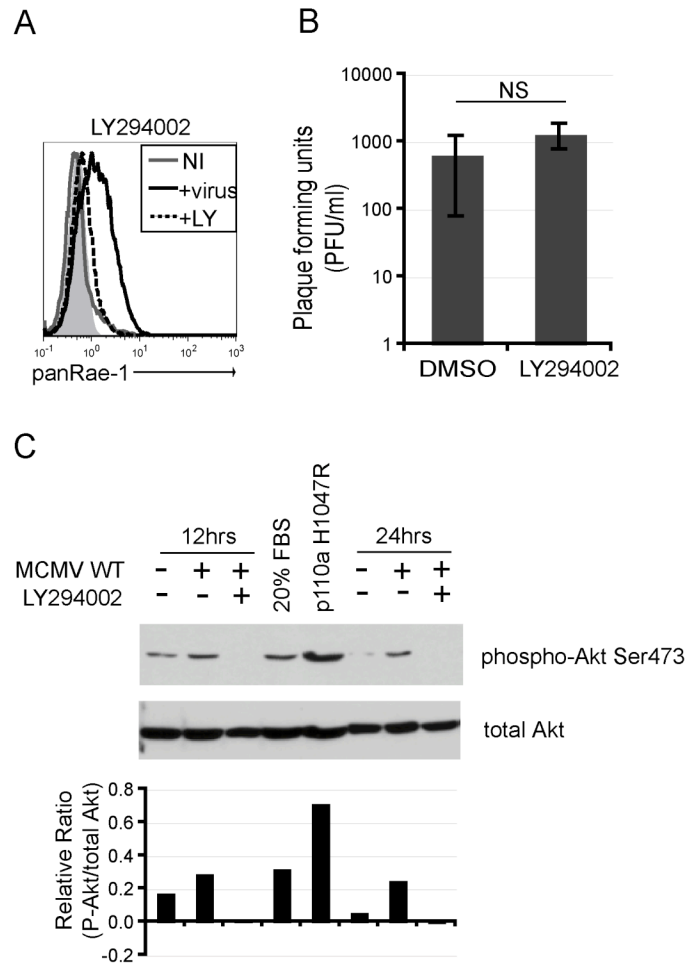 A
LY294002
NI
+virus
+LY
10-1 100 101 102 103
panRae-1
B
Plaque forming units
(PFU/ml)
10000
1000
100
10
1
NS
DMSO LY294002
C
12hrs 20% FBS p110a H1047R 24hrs
MCMV WT - + + - + +
LY294002 - - + - - +
phospho-Akt Ser473
total Akt
Relative Ratio
(P-Akt/total Akt)
0.8
0.6
0.4
0.2
0.0
-0.2